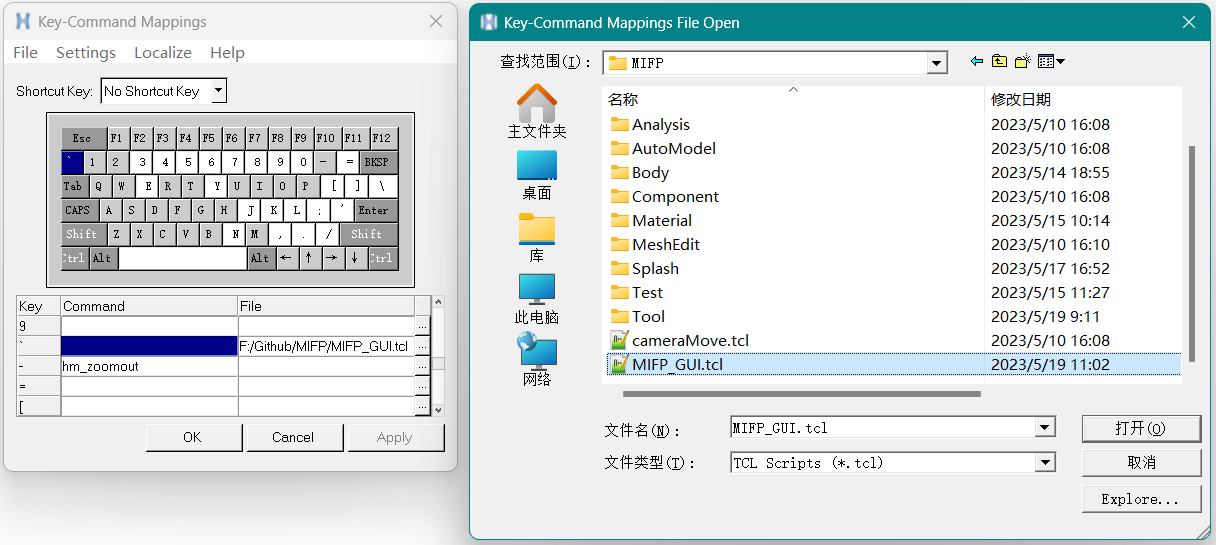 Key-Command Mappings
File Settings Localize Help
Shortcut Key: No Shortcut Key
Esc F1 F2 F3 F4 F5 F6 F7 F8 F9 F10 F11 F12
` 1 2 3 4 5 6 7 8 9 0 - = BKSP
Tab Q W E R T Y U I O P [ ] \
CAPS A S D F G H J K L ; ' Enter
Shift Z X C V B N M , . / Shift
Ctrl Alt Alt ← ↑ → ↓ Ctrl
Key Command File
9 ...
` F:/Github/MIFP/MIFP_GUI.tcl ...
- hm_zoomout ...
= ...
[ ...
OK Cancel Apply
Key-Command Mappings File Open
查找范围(I): MIFP
主文件夹
桌面
库
此电脑
网络
名称 修改日期
Analysis 2023/5/10 16:08
AutoModel 2023/5/10 16:08
Body 2023/5/14 18:55
Component 2023/5/10 16:08
Material 2023/5/15 10:14
MeshEdit 2023/5/10 16:10
Splash 2023/5/17 16:52
Test 2023/5/15 11:27
Tool 2023/5/19 9:11
cameraMove.tcl 2023/5/10 16:08
MIFP_GUI.tcl 2023/5/19 11:02
文件名(N): MIFP_GUI.tcl 打开(O)
文件类型(T): TCL Scripts (*.tcl) 取消
Explore...